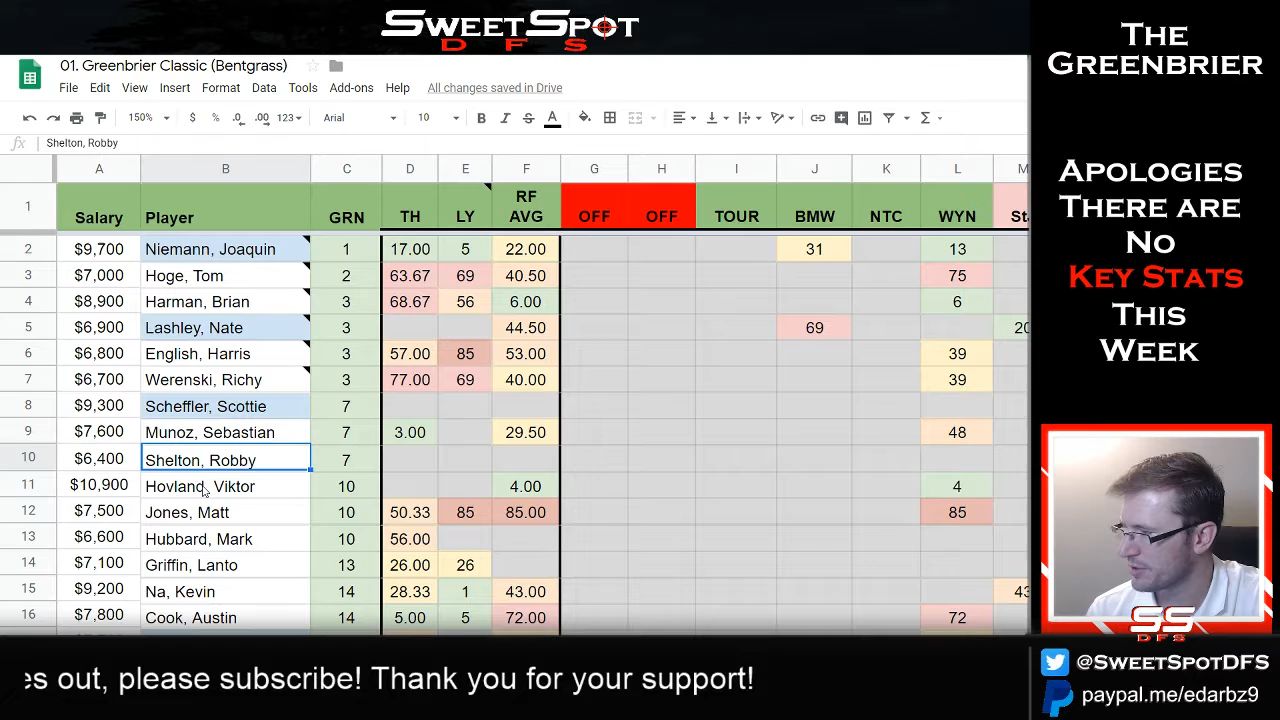 SweetSpot
DFS
01. Greenbrier Classic (Bentgrass)
File Edit View Insert Format Data Tools Add-ons Help All changes saved in Drive
150% $ % .0 .00 123 Arial 10 B I S A Σ
fx Shelton, Robby
A B C D E F G H I J K L M
1 Salary Player GRN TH LY RF AVG OFF OFF TOUR BMW NTC WYN St
2 $9,700 Niemann, Joaquin 1 17.00 5 22.00 31 13
3 $7,000 Hoge, Tom 2 63.67 69 40.50 75
4 $8,900 Harman, Brian 3 68.67 56 6.00 6
5 $6,900 Lashley, Nate 3 44.50 69 20
6 $6,800 English, Harris 3 57.00 85 53.00 39
7 $6,700 Werenski, Richy 3 77.00 69 40.00 39
8 $9,300 Scheffler, Scottie 7
9 $7,600 Munoz, Sebastian 7 3.00 29.50 48
10 $6,400 Shelton, Robby 7
11 $10,900 Hovland, Viktor 10 4.00 4
12 $7,500 Jones, Matt 10 50.33 85 85.00 85
13 $6,600 Hubbard, Mark 10 56.00
14 $7,100 Griffin, Lanto 13 26.00 26
15 $9,200 Na, Kevin 14 28.33 1 43.00 43
16 $7,800 Cook, Austin 14 5.00 5 72.00 72
es out, please subscribe! Thank you for your support!
The
Greenbrier
Apologies
There are
No
Key Stats
This
Week
SS
DFS
@SweetSpotDFS
paypal.me/edarbz9